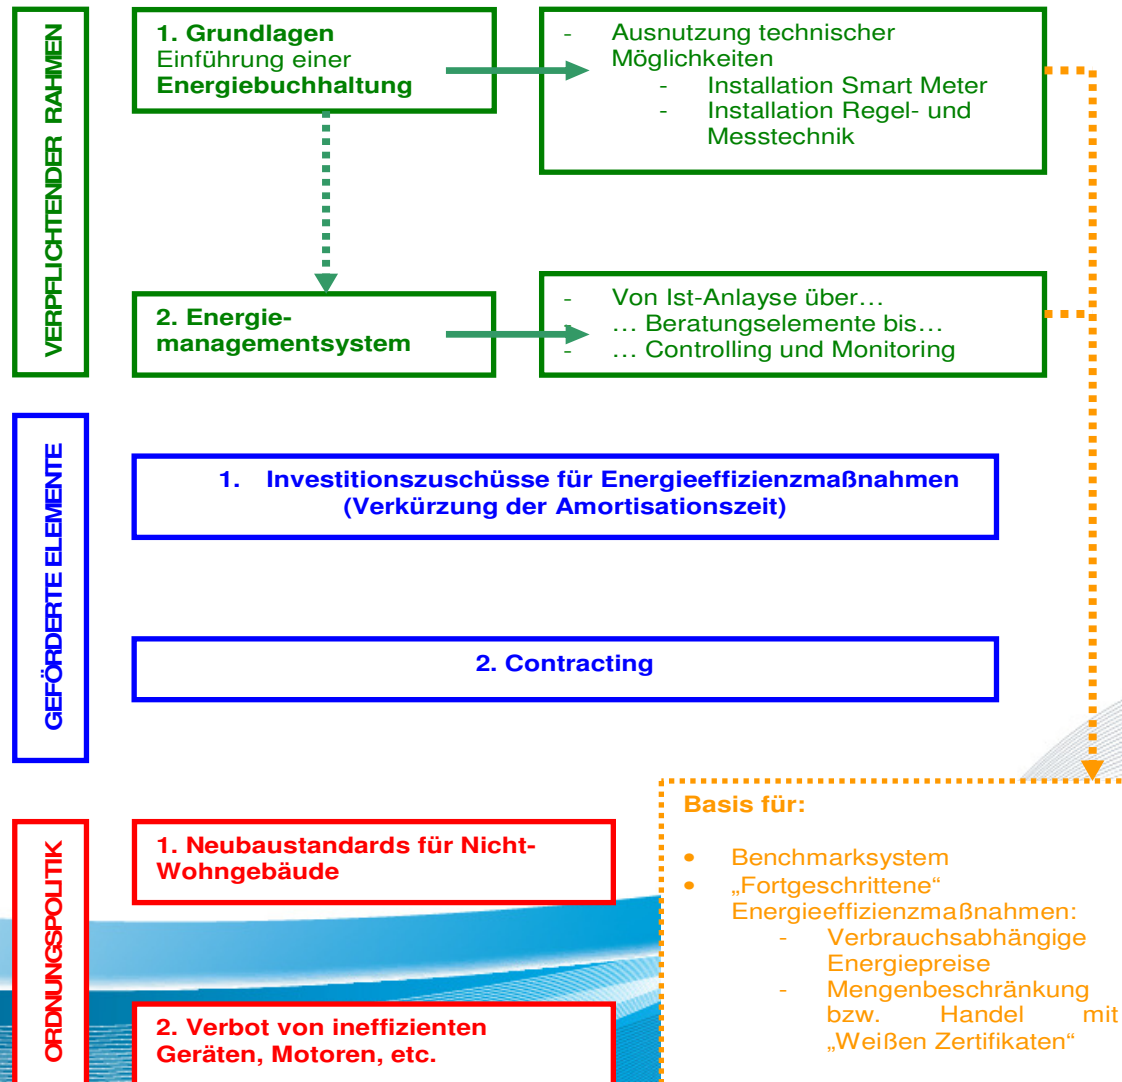 VERPFLICHTENDER RAHMEN
1. Grundlagen
Einführung einer
Energiebuchhaltung
- Ausnutzung technischer
Möglichkeiten
- Installation Smart Meter
- Installation Regel- und
Messtechnik
2. Energie-
managementsystem
- Von Ist-Anlayse über…
- … Beratungselemente bis…
- … Controlling und Monitoring
GEFÖRDERTE ELEMENTE
1. Investitionszuschüsse für Energieeffizienzmaßnahmen
(Verkürzung der Amortisationszeit)
2. Contracting
ORDNUNGSPOLITIK
1. Neubaustandards für Nicht-
Wohngebäude
2. Verbot von ineffizienten
Geräten, Motoren, etc.
Basis für:
• Benchmarksystem
• „Fortgeschrittene“
Energieeffizienzmaßnahmen:
- Verbrauchsabhängige
Energiepreise
- Mengenbeschränkung
bzw. Handel mit
„Weißen Zertifikaten“